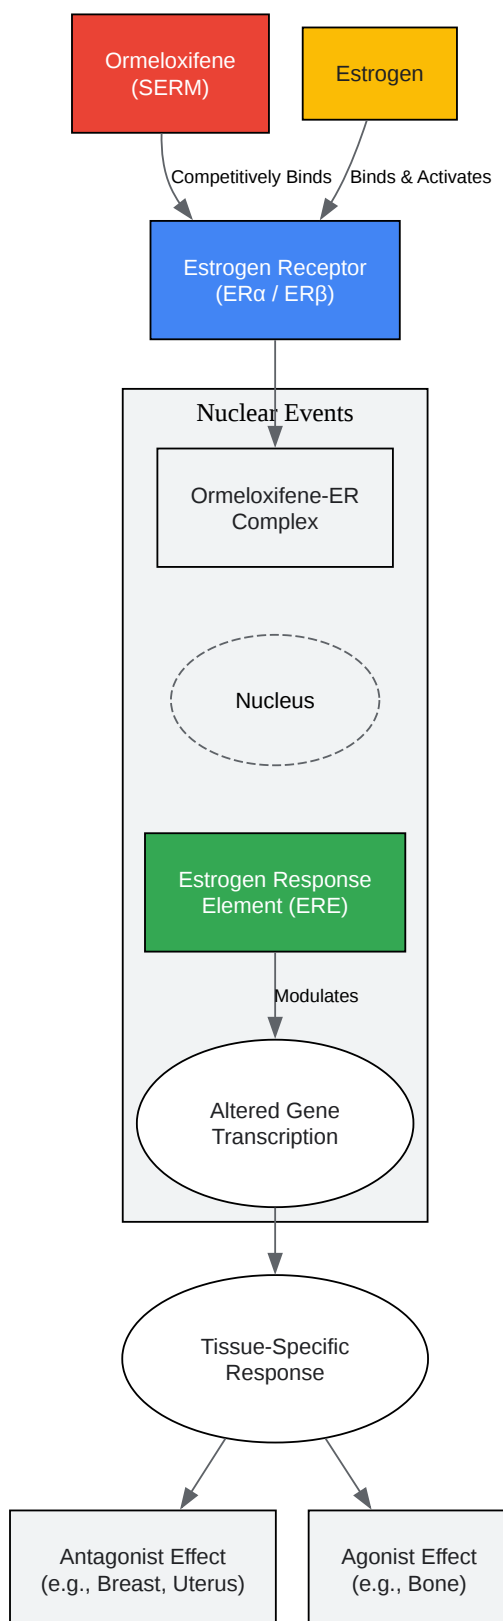 Ormeloxifene
(SERM)
Estrogen
Competitively Binds
Binds & Activates
Estrogen Receptor
(ERα / ERβ)
Nuclear Events
Ormeloxifene-ER
Complex
Nucleus
Estrogen Response
Element (ERE)
Modulates
Altered Gene
Transcription
Tissue-Specific
Response
Antagonist Effect
(e.g., Breast, Uterus)
Agonist Effect
(e.g., Bone)